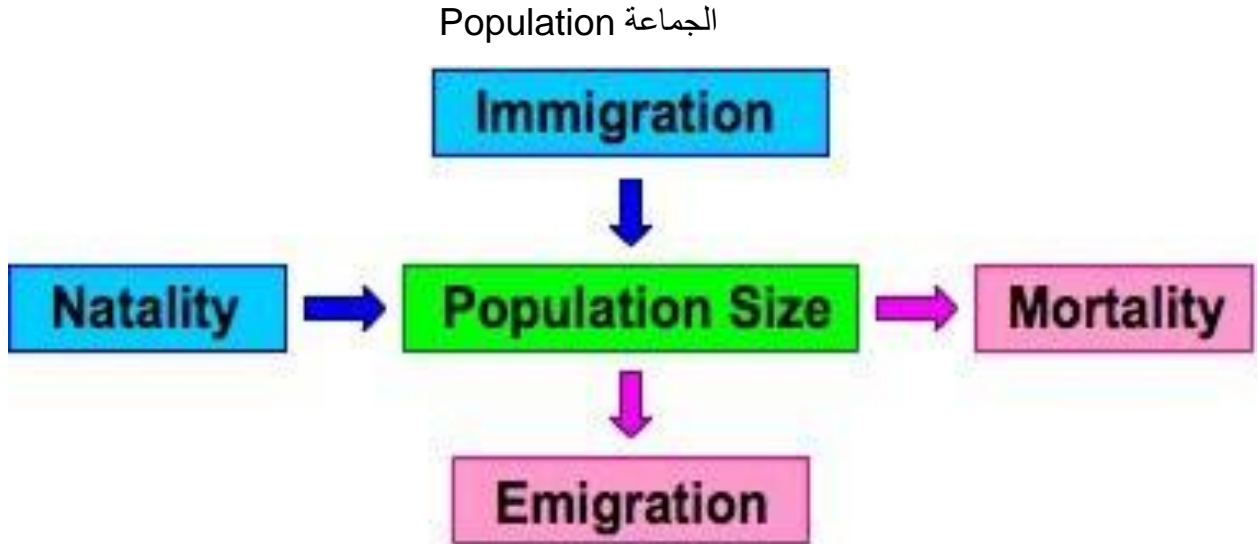 Population الجماعة
Immigration
Natality
Population Size
Mortality
Emigration